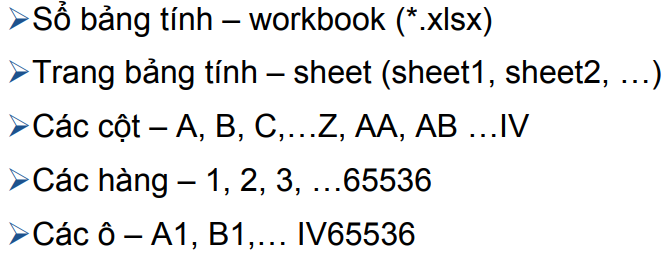 ➢Sổ bảng tính – workbook (*.xlsx)
➢Trang bảng tính – sheet (sheet1, sheet2, …)
➢Các cột – A, B, C,…Z, AA, AB …IV
➢Các hàng – 1, 2, 3, …65536
➢Các ô – A1, B1,… IV65536